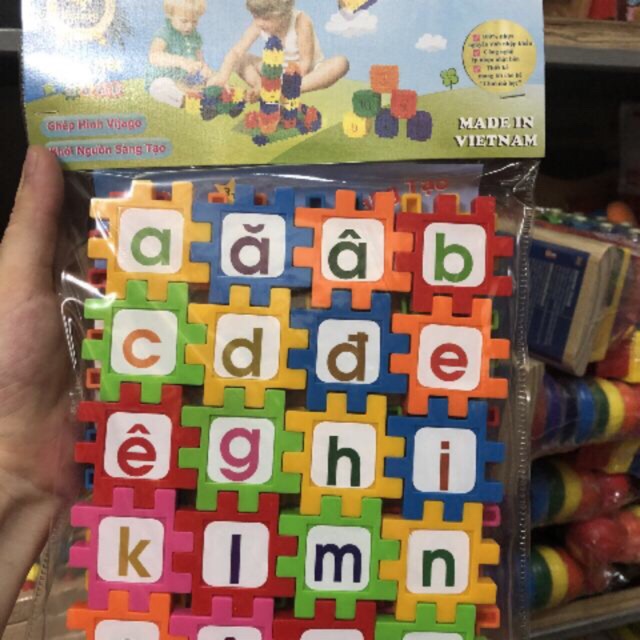 Ghép Hình Vijago
Khơi Nguồn Sáng Tạo
MADE IN
VIETNAM
a ă â b
c d đ e
ê g h i
k l m n